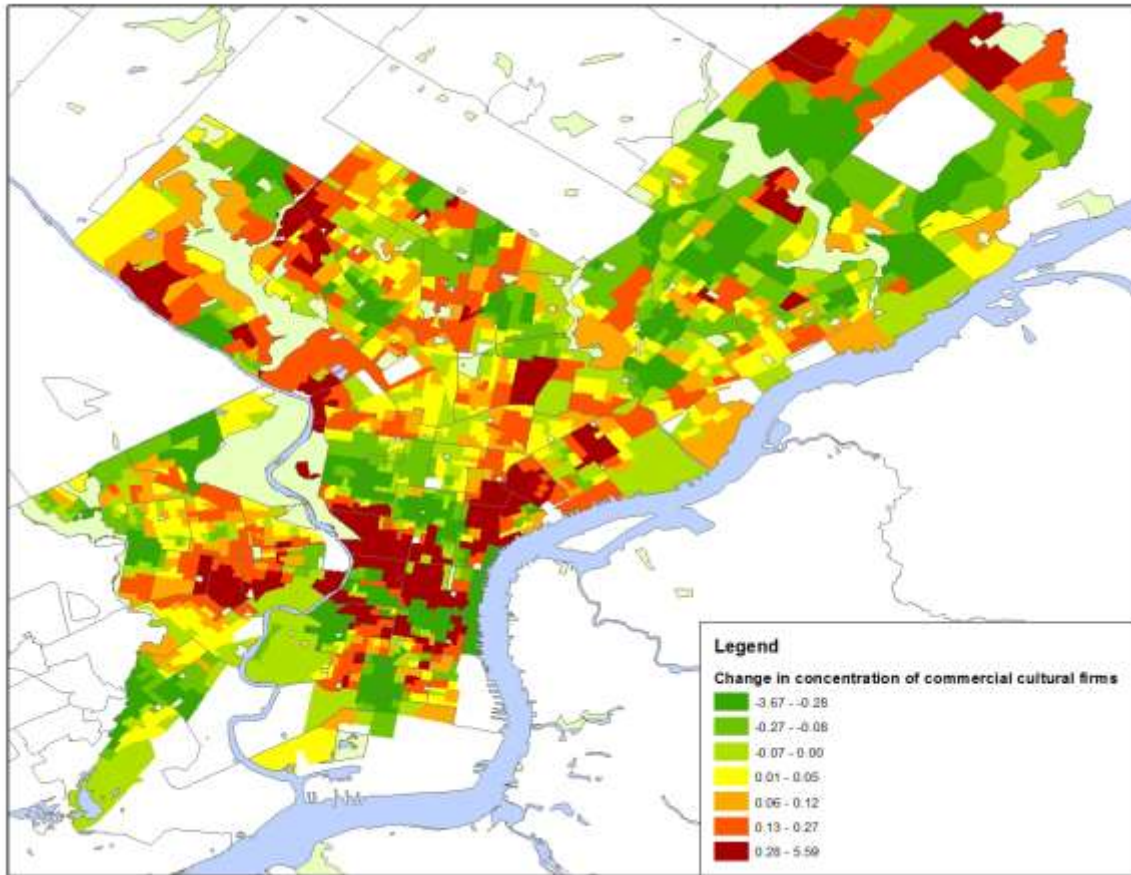 Legend
Change in concentration of commercial cultural firms
-3.67 - -0.28
-0.27 - -0.08
-0.07 - 0.00
0.01 - 0.05
0.06 - 0.12
0.13 - 0.27
0.28 - 5.59